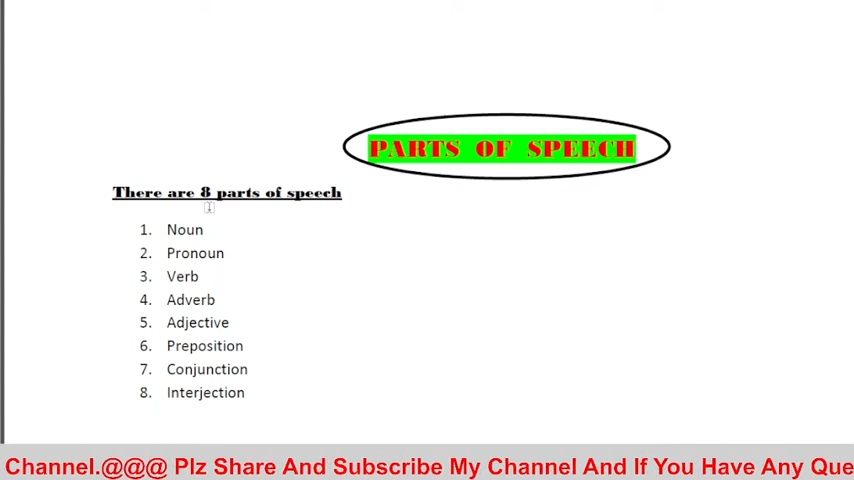 PARTS OF SPEECH
There are 8 parts of speech
1. Noun
2. Pronoun
3. Verb
4. Adverb
5. Adjective
6. Preposition
7. Conjunction
8. Interjection
Channel.@@@ Plz Share And Subscribe My Channel And If You Have Any Que